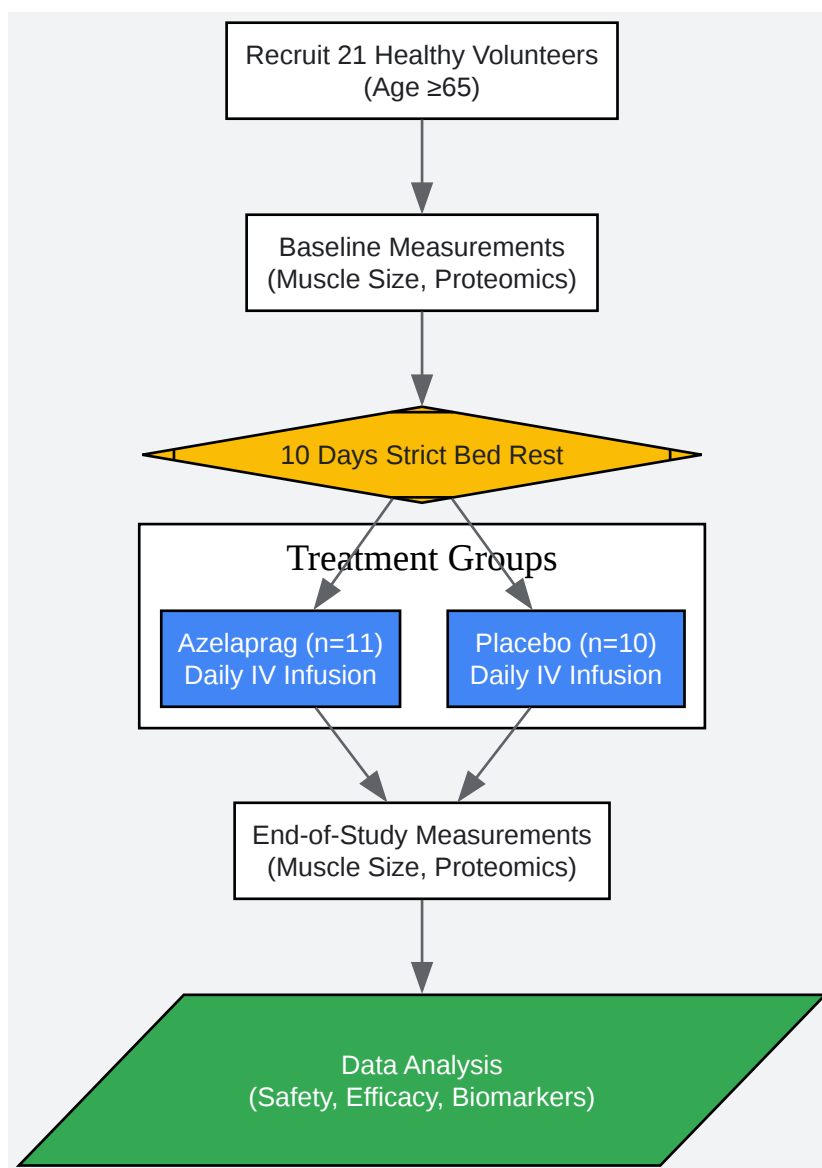 Recruit 21 Healthy Volunteers
(Age ≥65)
Baseline Measurements
(Muscle Size, Proteomics)
10 Days Strict Bed Rest
Treatment Groups
Azelaprag (n=11)
Daily IV Infusion
Placebo (n=10)
Daily IV Infusion
End-of-Study Measurements
(Muscle Size, Proteomics)
Data Analysis
(Safety, Efficacy, Biomarkers)